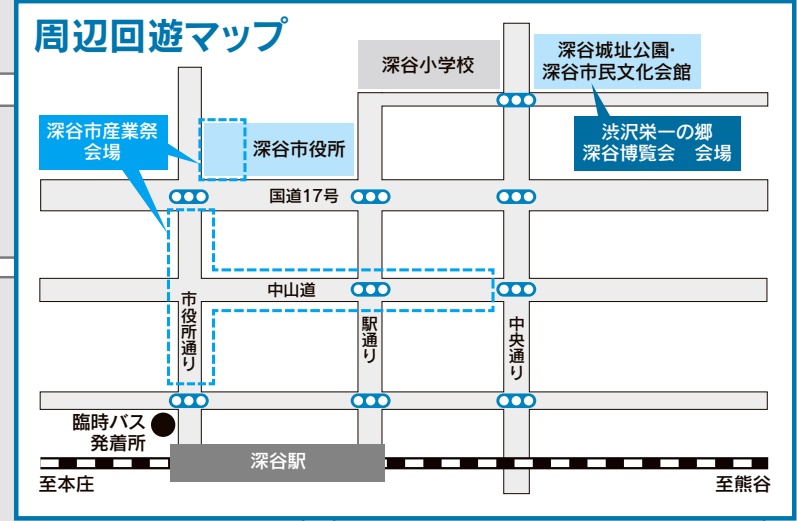 周辺回遊マップ
深谷小学校
深谷城址公園・
深谷市民文化会館
深谷市産業祭
会場
深谷市役所
渋沢栄一の郷
深谷博覧会　会場
国道17号
中山道
市役所通り
駅通り
中央通り
臨時バス
発着所
深谷駅
至本庄
至熊谷